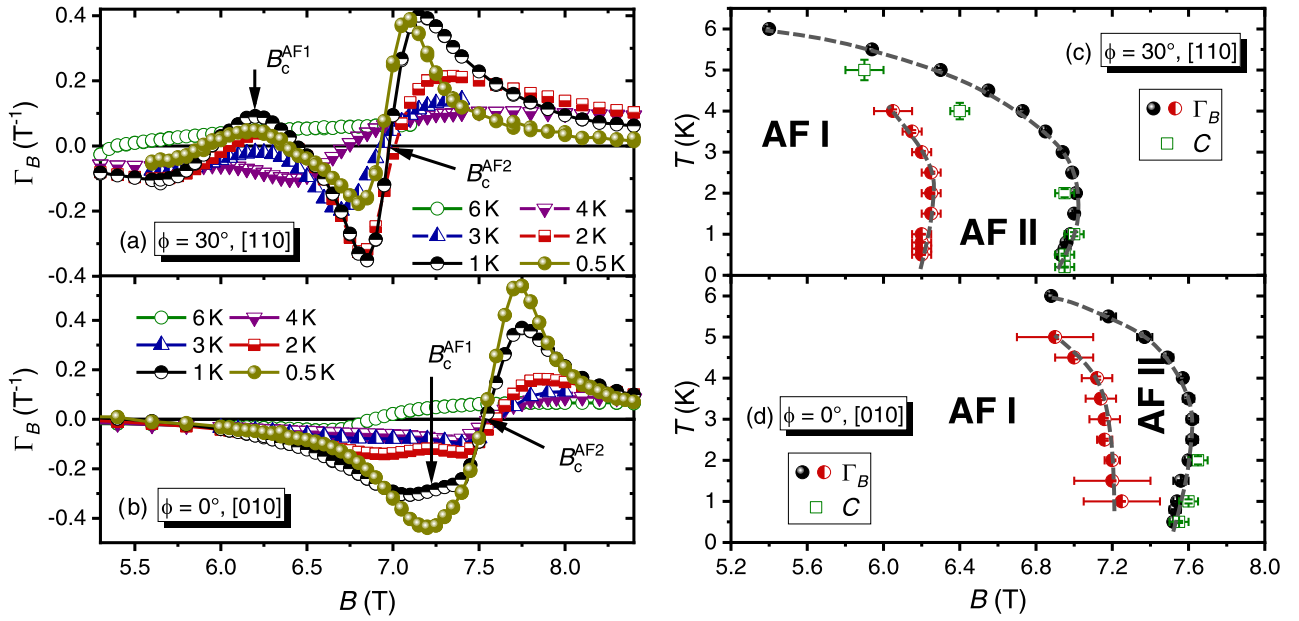 0.4
0.2
0.0
-0.2
-0.4
Γ_B (T⁻¹)
B_c^AF1
B_c^AF2
(a) ϕ = 30°, [110]
6 K 4 K
3 K 2 K
1 K 0.5 K
0.4
0.2
0.0
-0.2
-0.4
Γ_B (T⁻¹)
6 K 4 K
3 K 2 K
1 K 0.5 K
B_c^AF1
B_c^AF2
(b) ϕ = 0°, [010]
5.5 6.0 6.5 7.0 7.5 8.0
B (T)
6
5
4
3
2
1
0
T (K)
(c) ϕ = 30°, [110]
Γ_B
C
AF I
AF II
6
5
4
3
2
1
0
T (K)
AF I
AF II
(d) ϕ = 0°, [010]
Γ_B
C
5.2 5.6 6.0 6.4 6.8 7.2 7.6 8.0
B (T)